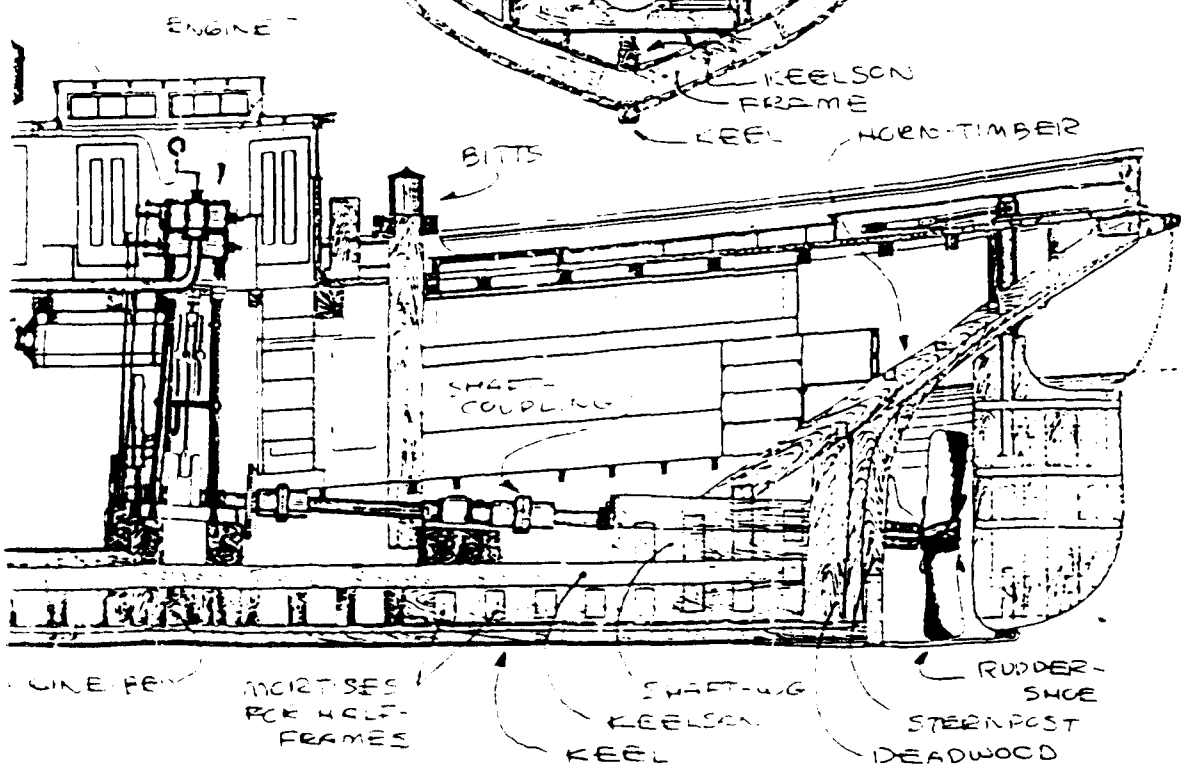 ENGINE
KEELSON
FRAME
KEEL
HORN-TIMBER
BITTS
SHAFT-
COUPLING
LINE
MORTISES
FOR HALF-
FRAMES
KEELSON
KEEL
RUDDER-
SHOE
STERNPOST
DEADWOOD